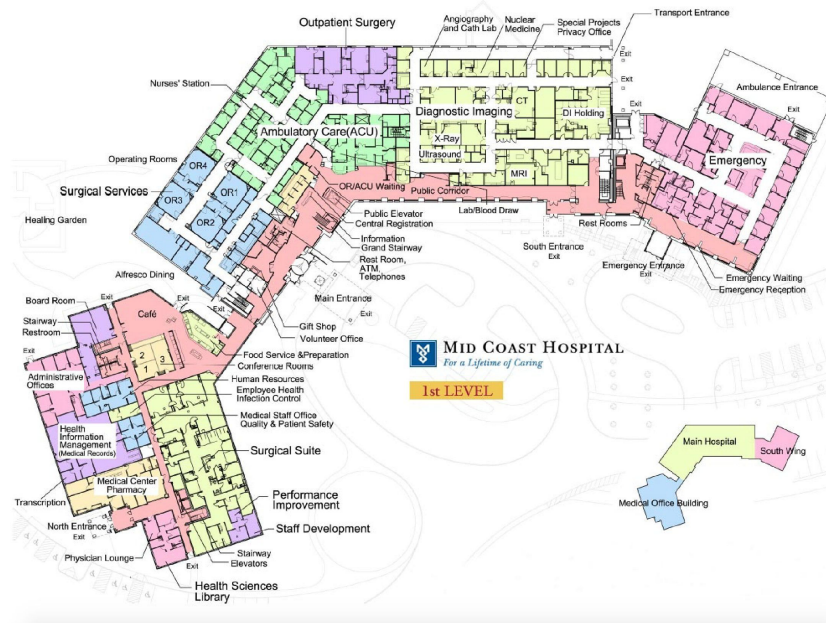 Outpatient Surgery
Angiography
and Cath Lab
Nuclear
Medicine
Special Projects
Privacy Office
Transport Entrance
Exit
Exit
Exit
Ambulance Entrance
Exit
Nurses' Station
CT
Diagnostic Imaging
DI Holding
Ambulatory Care(ACU)
X-Ray
Ultrasound
MRI
Emergency
Operating Rooms
OR4
OR3
OR1
OR2
Surgical Services
OR/ACU Waiting
Public Corridor
Lab/Blood Draw
Healing Garden
Public Elevator
Central Registration
Information
Grand Stairway
Rest Room,
ATM,
Telephones
Rest Rooms
South Entrance
Exit
Emergency Entrance
Exit
Emergency Waiting
Emergency Reception
Exit
Alfresco Dining
Main Entrance
Exit
Board Room
Exit
Exit
Exit
Café
Stairway
Restroom
Exit
Gift Shop
Volunteer Office
Food Service &Preparation
Conference Rooms
2
3
1
Administrative
Offices
Human Resources
Employee Health
Infection Control
Medical Staff Office
Quality & Patient Safety
Health
Information
Management
(Medical Records)
Surgical Suite
Medical Center
Pharmacy
Transcription
Performance
Improvement
North Entrance
Exit
Staff Development
Physician Lounge
Exit
Stairway
Elevators
Health Sciences
Library
MID COAST HOSPITAL
For a Lifetime of Caring
1st LEVEL
Main Hospital
South Wing
Medical Office Building